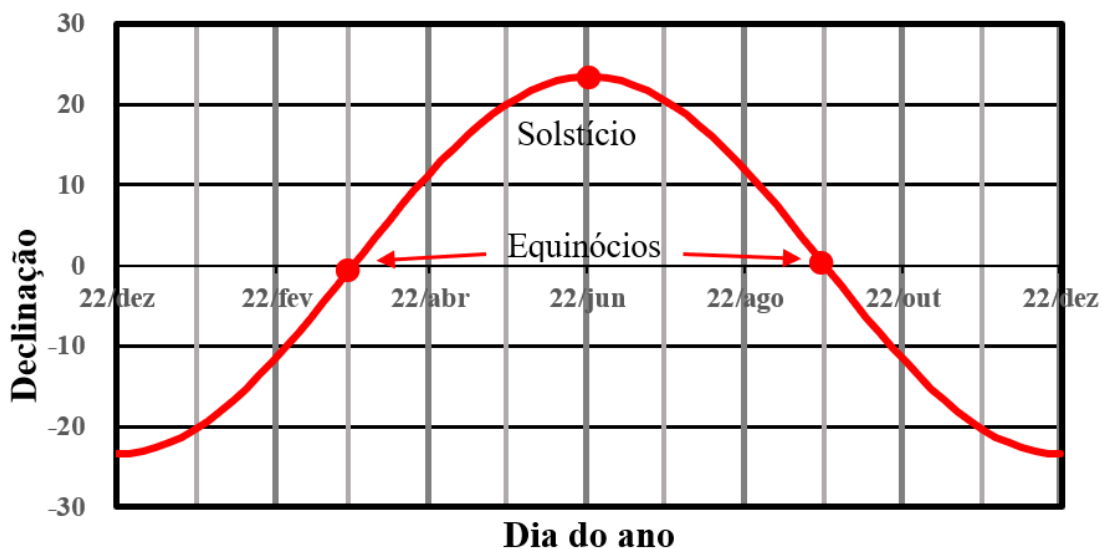 30
20
Solstício
10
Equinócios
0
22/dez 22/fev 22/abr 22/jun 22/ago 22/out 22/dez
-10
-20
-30
Declinação
Dia do ano